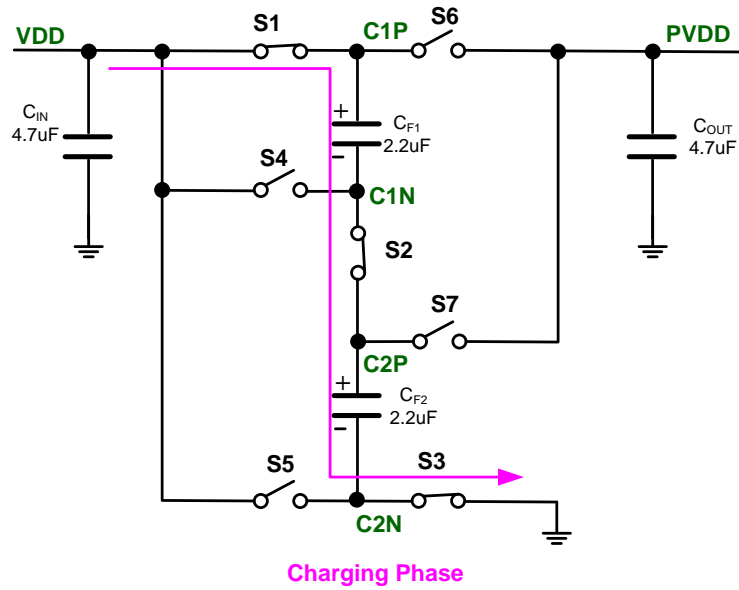 S1
S6
VDD
C1P
PVDD
CIN
4.7uF
+
CF1
2.2uF
-
COUT
4.7uF
S4
C1N
S2
S7
C2P
+
CF2
2.2uF
-
S5
S3
C2N
Charging Phase